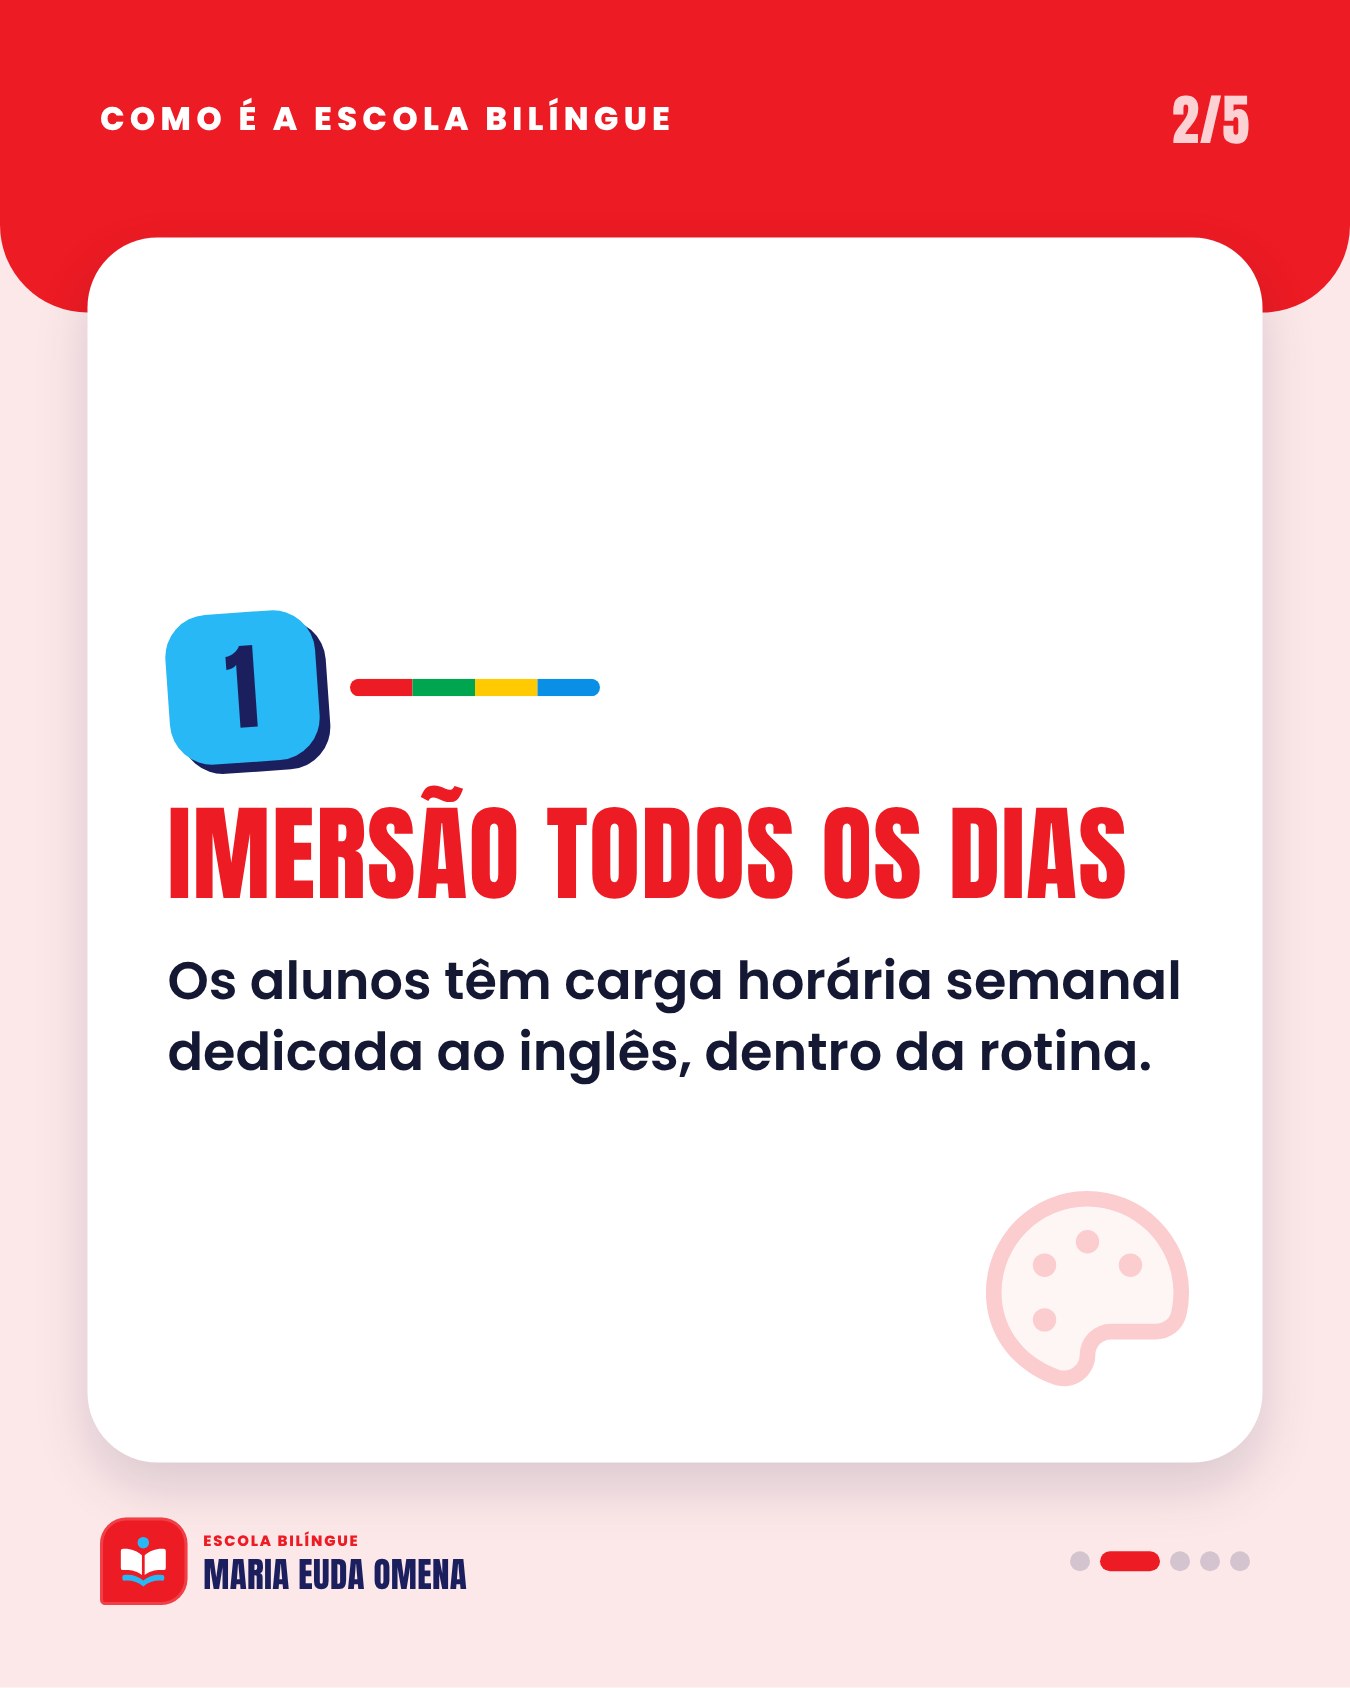 COMO É A ESCOLA BILÍNGUE
2/5
1
IMERSÃO TODOS OS DIAS
Os alunos têm carga horária semanal
dedicada ao inglês, dentro da rotina.
ESCOLA BILÍNGUE
MARIA EUDA OMENA